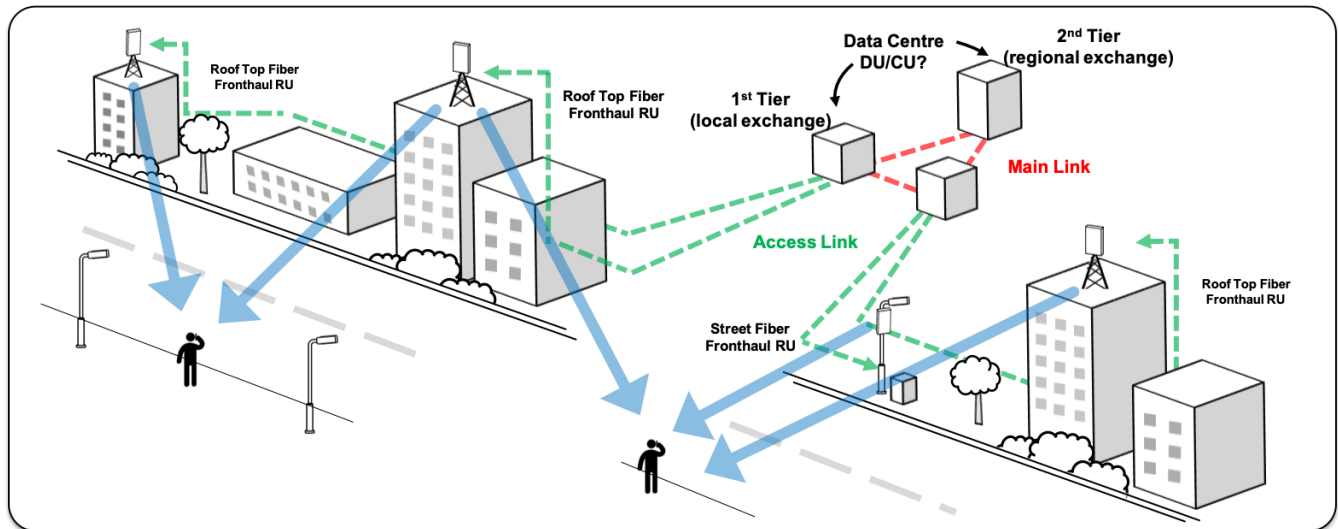 Roof Top Fiber
Fronthaul RU
Roof Top Fiber
Fronthaul RU
Data Centre
DU/CU?
2nd Tier
(regional exchange)
1st Tier
(local exchange)
Main Link
Access Link
Street Fiber
Fronthaul RU
Roof Top Fiber
Fronthaul RU